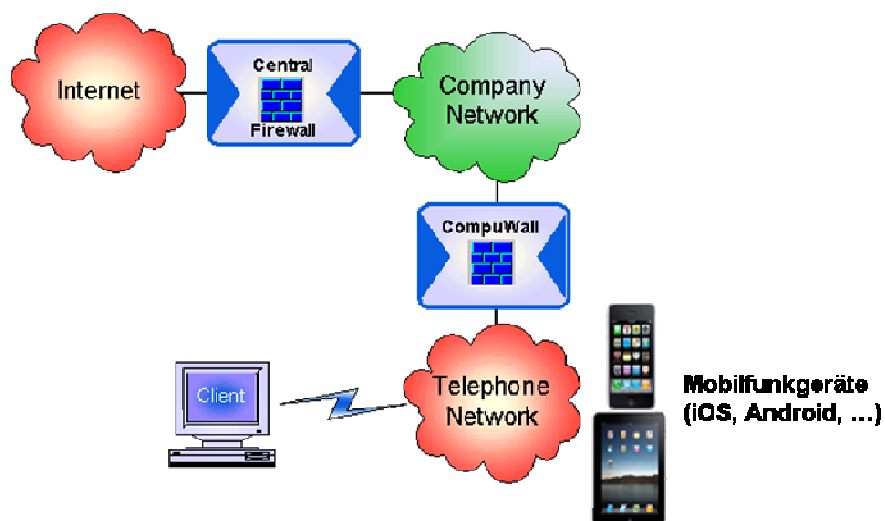 Internet
Central
Firewall
Company
Network
CompuWall
Client
Telephone
Network
Mobilfunkgeräte
(iOS, Android, ...)